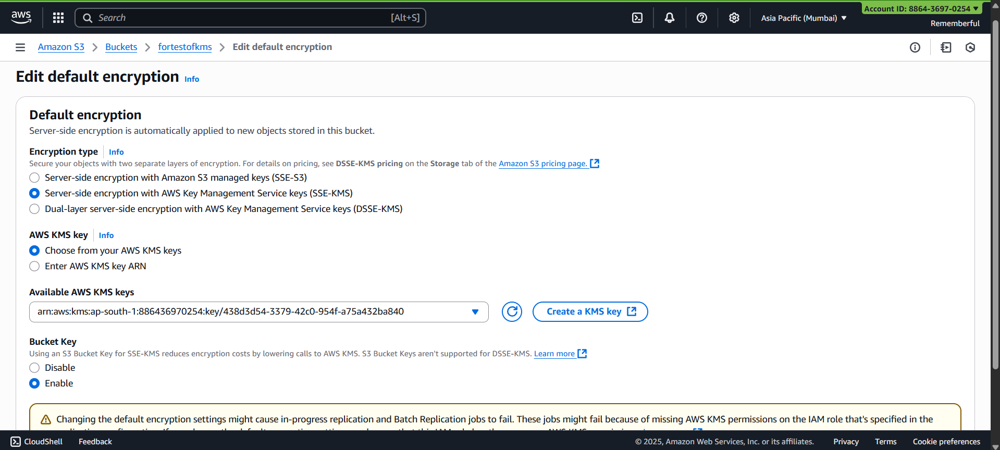 aws
Search [Alt+S]
Asia Pacific (Mumbai)
Account ID: 8864-3697-0254
Rememberful
Amazon S3 > Buckets > fortestofkms > Edit default encryption
Edit default encryption Info
Default encryption
Server-side encryption is automatically applied to new objects stored in this bucket.
Encryption type Info
Secure your objects with two separate layers of encryption. For details on pricing, see DSSE-KMS pricing on the Storage tab of the Amazon S3 pricing page.
Server-side encryption with Amazon S3 managed keys (SSE-S3)
Server-side encryption with AWS Key Management Service keys (SSE-KMS)
Dual-layer server-side encryption with AWS Key Management Service keys (DSSE-KMS)
AWS KMS key Info
Choose from your AWS KMS keys
Enter AWS KMS key ARN
Available AWS KMS keys
arn:aws:kms:ap-south-1:886436970254:key/438d3d54-3379-42c0-954f-a75a432ba840
Create a KMS key
Bucket Key
Using an S3 Bucket Key for SSE-KMS reduces encryption costs by lowering calls to AWS KMS. S3 Bucket Keys aren't supported for DSSE-KMS. Learn more
Disable
Enable
Changing the default encryption settings might cause in-progress replication and Batch Replication jobs to fail. These jobs might fail because of missing AWS KMS permissions on the IAM role that's specified in the
CloudShell Feedback
© 2025, Amazon Web Services, Inc. or its affiliates. Privacy Terms Cookie preferences